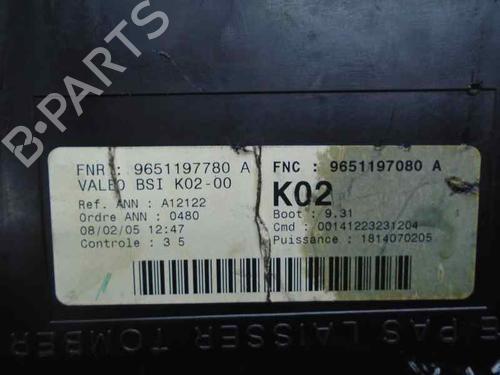 B-PARTS
FNR : 9651197780 A
VALEO BSI K02-00
Ref. ANN : A12122
Ordre ANN : 0480
08/02/05 12:47
Controle : 3 5
FNC : 9651197080 A
K02
Boot : 9.31
Cmd : 00141223231204
Puissance : 1814070205
PAS LAISSER TOMBER